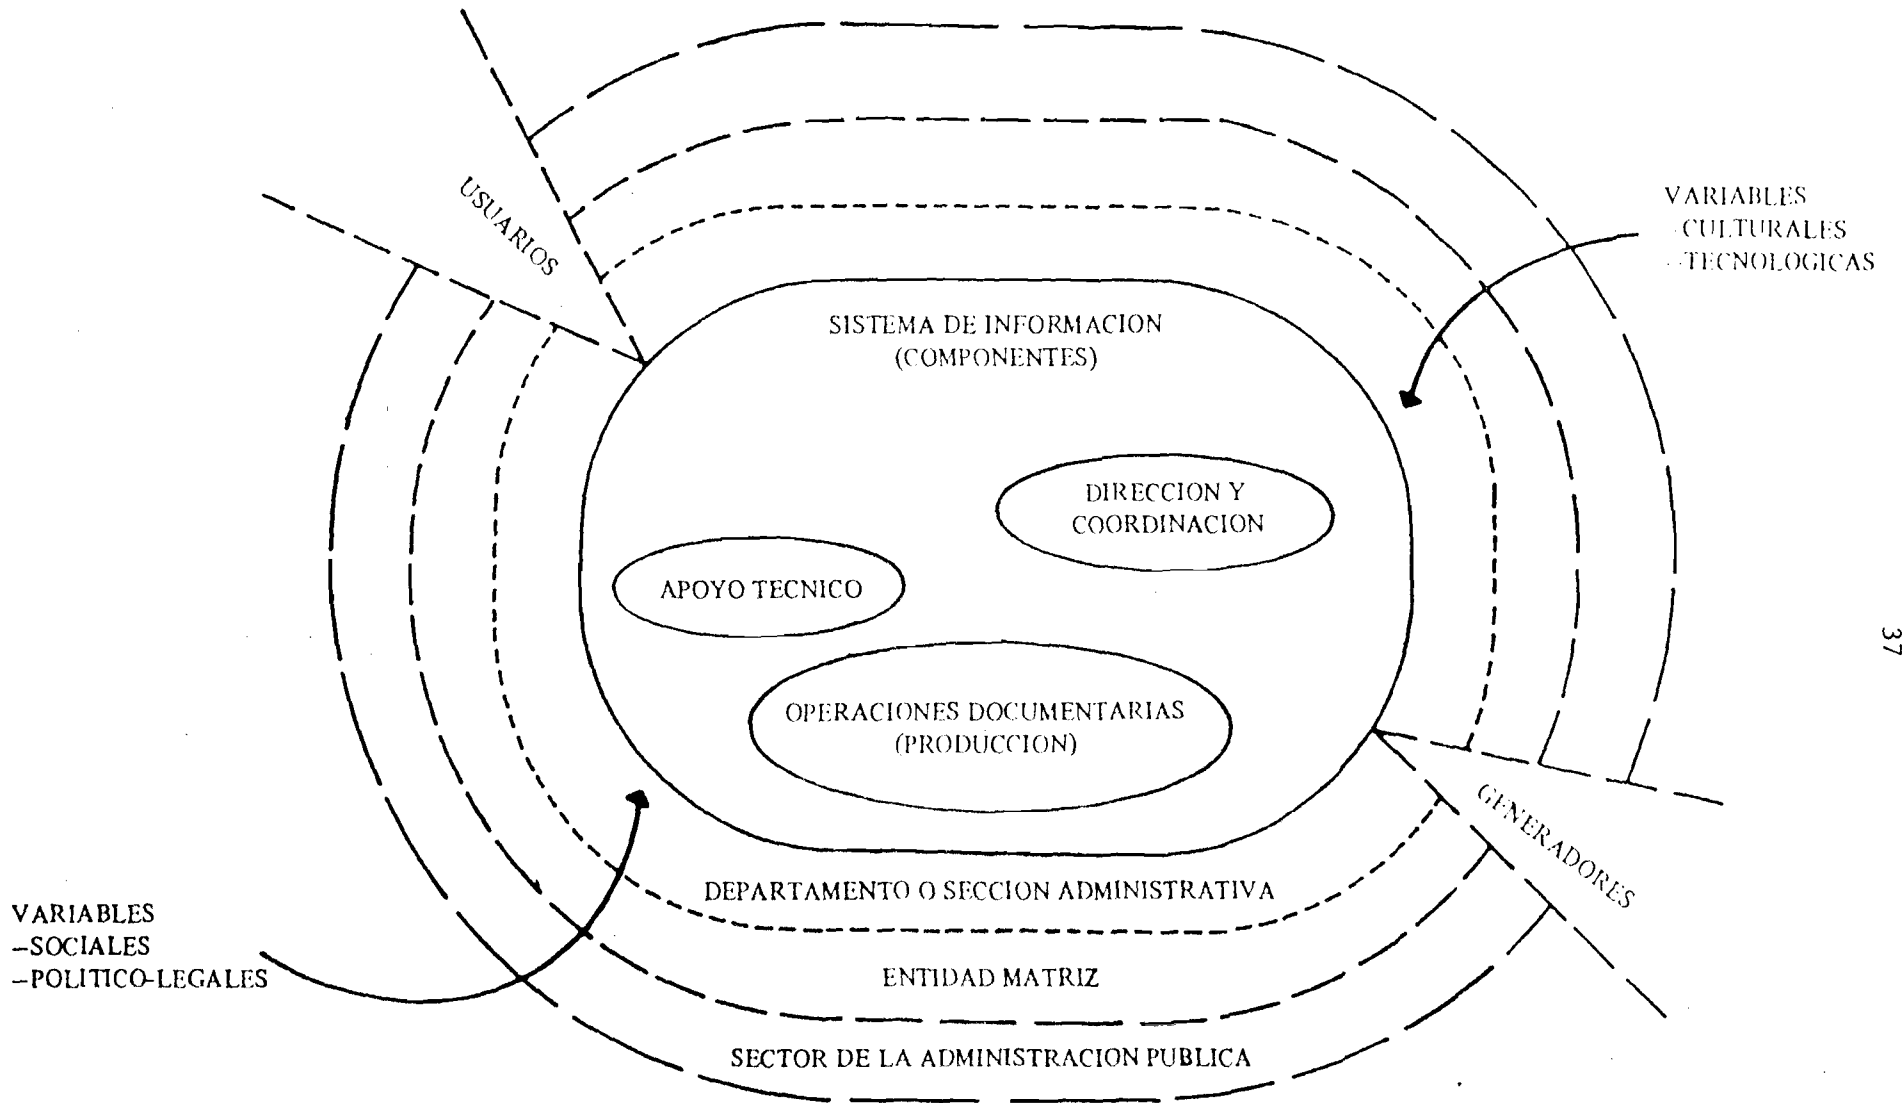 USUARIOS
VARIABLES
-CULTURALES
-TECNOLOGICAS
SISTEMA DE INFORMACION
(COMPONENTES)
DIRECCION Y
COORDINACION
APOYO TECNICO
OPERACIONES DOCUMENTARIAS
(PRODUCCION)
GENERADORES
DEPARTAMENTO O SECCION ADMINISTRATIVA
VARIABLES
–SOCIALES
–POLITICO-LEGALES
ENTIDAD MATRIZ
SECTOR DE LA ADMINISTRACION PUBLICA
37